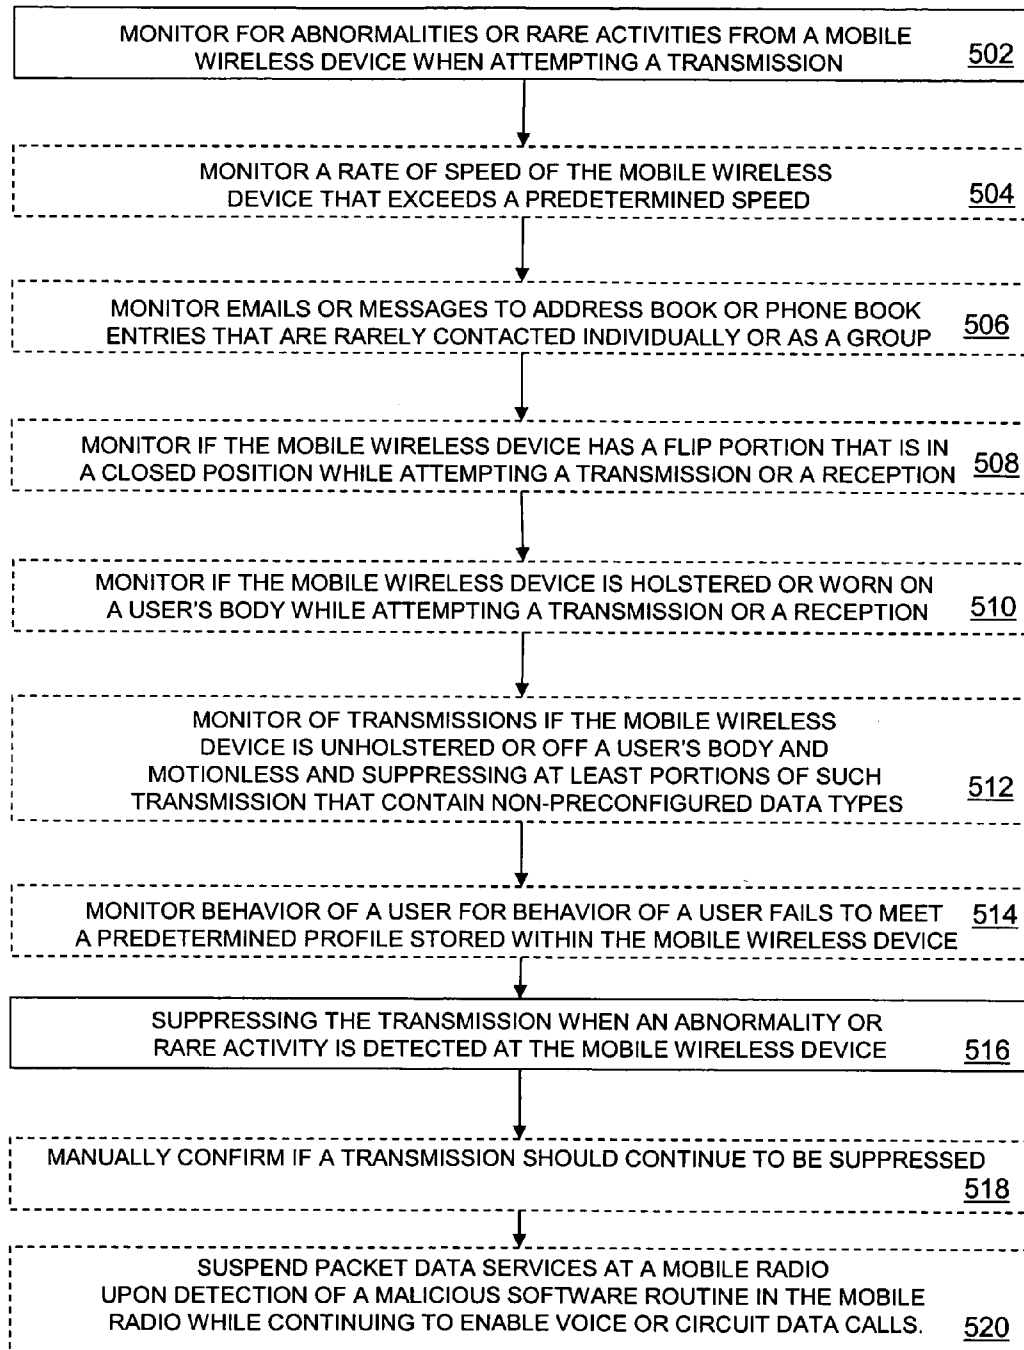 MONITOR FOR ABNORMALITIES OR RARE ACTIVITIES FROM A MOBILE
WIRELESS DEVICE WHEN ATTEMPTING A TRANSMISSION
502
MONITOR A RATE OF SPEED OF THE MOBILE WIRELESS
DEVICE THAT EXCEEDS A PREDETERMINED SPEED
504
MONITOR EMAILS OR MESSAGES TO ADDRESS BOOK OR PHONE BOOK
ENTRIES THAT ARE RARELY CONTACTED INDIVIDUALLY OR AS A GROUP
506
MONITOR IF THE MOBILE WIRELESS DEVICE HAS A FLIP PORTION THAT IS IN
A CLOSED POSITION WHILE ATTEMPTING A TRANSMISSION OR A RECEPTION
508
MONITOR IF THE MOBILE WIRELESS DEVICE IS HOLSTERED OR WORN ON
A USER'S BODY WHILE ATTEMPTING A TRANSMISSION OR A RECEPTION
510
MONITOR OF TRANSMISSIONS IF THE MOBILE WIRELESS
DEVICE IS UNHOLSTERED OR OFF A USER'S BODY AND
MOTIONLESS AND SUPPRESSING AT LEAST PORTIONS OF SUCH
TRANSMISSION THAT CONTAIN NON-PRECONFIGURED DATA TYPES
512
MONITOR BEHAVIOR OF A USER FOR BEHAVIOR OF A USER FAILS TO MEET
A PREDETERMINED PROFILE STORED WITHIN THE MOBILE WIRELESS DEVICE
514
SUPPRESSING THE TRANSMISSION WHEN AN ABNORMALITY OR
RARE ACTIVITY IS DETECTED AT THE MOBILE WIRELESS DEVICE
516
MANUALLY CONFIRM IF A TRANSMISSION SHOULD CONTINUE TO BE SUPPRESSED
518
SUSPEND PACKET DATA SERVICES AT A MOBILE RADIO
UPON DETECTION OF A MALICIOUS SOFTWARE ROUTINE IN THE MOBILE
RADIO WHILE CONTINUING TO ENABLE VOICE OR CIRCUIT DATA CALLS.
520